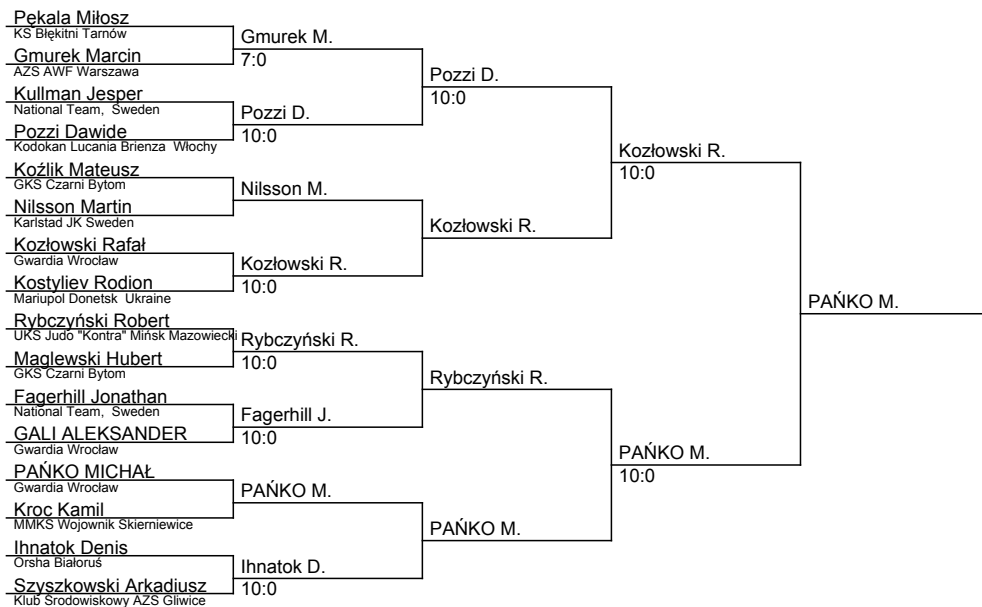 Pękala Miłosz
KS Błękitni Tarnów
Gmurek Marcin
AZS AWF Warszawa
Kullman Jesper
National Team, Sweden
Pozzi Dawide
Kodokan Lucania Brienza Włochy
Koźlik Mateusz
GKS Czarni Bytom
Nilsson Martin
Karlstad JK Sweden
Kozłowski Rafał
Gwardia Wrocław
Kostyliev Rodion
Mariupol Donetsk Ukraine
Rybczyński Robert
UKS Judo "Kontra" Mińsk Mazowiecki
Maglewski Hubert
GKS Czarni Bytom
Fagerhill Jonathan
National Team, Sweden
GALI ALEKSANDER
Gwardia Wrocław
PAŃKO MICHAŁ
Gwardia Wrocław
Kroc Kamil
MMKS Wojownik Skierniewice
Ihnatok Denis
Orsha Białoruś
Szyszkowski Arkadiusz
Klub Środowiskowy AZS Gliwice
Gmurek M.
7:0
Pozzi D.
10:0
Nilsson M.
Kozłowski R.
10:0
Rybczyński R.
10:0
Fagerhill J.
10:0
PAŃKO M.
Ihnatok D.
10:0
Pozzi D.
10:0
Kozłowski R.
Rybczyński R.
PAŃKO M.
Kozłowski R.
10:0
PAŃKO M.
10:0
PAŃKO M.